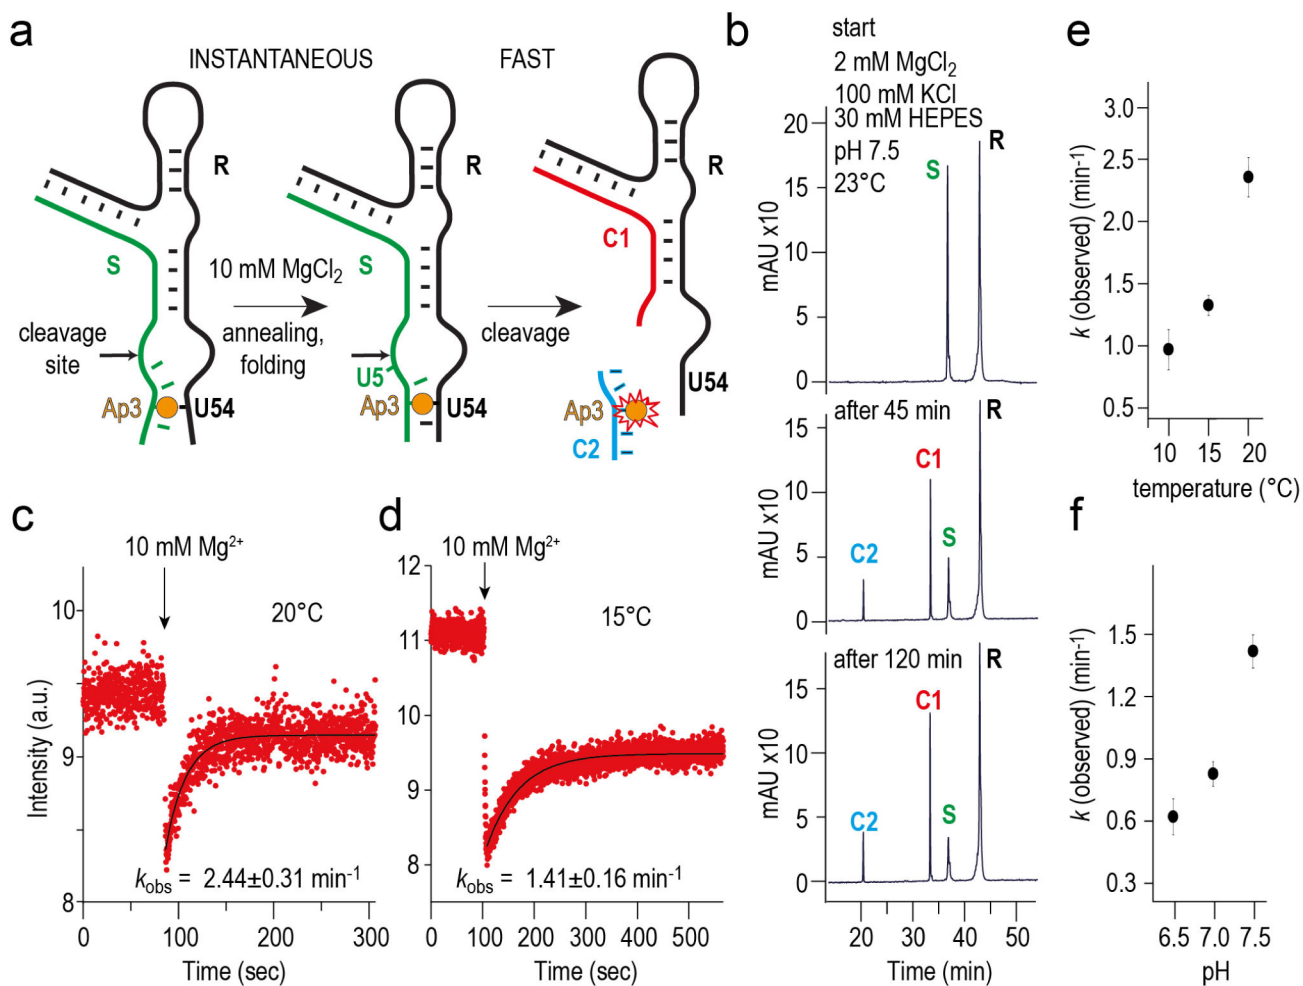 a
INSTANTANEOUS
FAST
R
R
R
S
S
C1
10 mM MgCl₂
annealing,
folding
cleavage
cleavage
site
U5
Ap3
U54
Ap3
U54
Ap3
U54
C2
b
start
2 mM MgCl₂
100 mM KCl
30 mM HEPES
pH 7.5
23°C
S
R
mAU x10
20
15
10
5
0
after 45 min
R
C1
S
C2
mAU x10
15
10
5
0
after 120 min
R
C1
S
C2
mAU x10
15
10
5
0
20 30 40 50
Time (min)
c
10 mM Mg²⁺
20°C
Intensity (a.u.)
10
9
8
kobs = 2.44±0.31 min⁻¹
0 100 200 300
Time (sec)
d
10 mM Mg²⁺
15°C
12
11
10
9
8
kobs = 1.41±0.16 min⁻¹
0 100 200 300 400 500
Time (sec)
e
k (observed) (min⁻¹)
3.0
2.5
2.0
1.5
1.0
0.5
10 15 20
temperature (°C)
f
k (observed) (min⁻¹)
1.5
1.2
0.9
0.6
0.3
6.5 7.0 7.5
pH